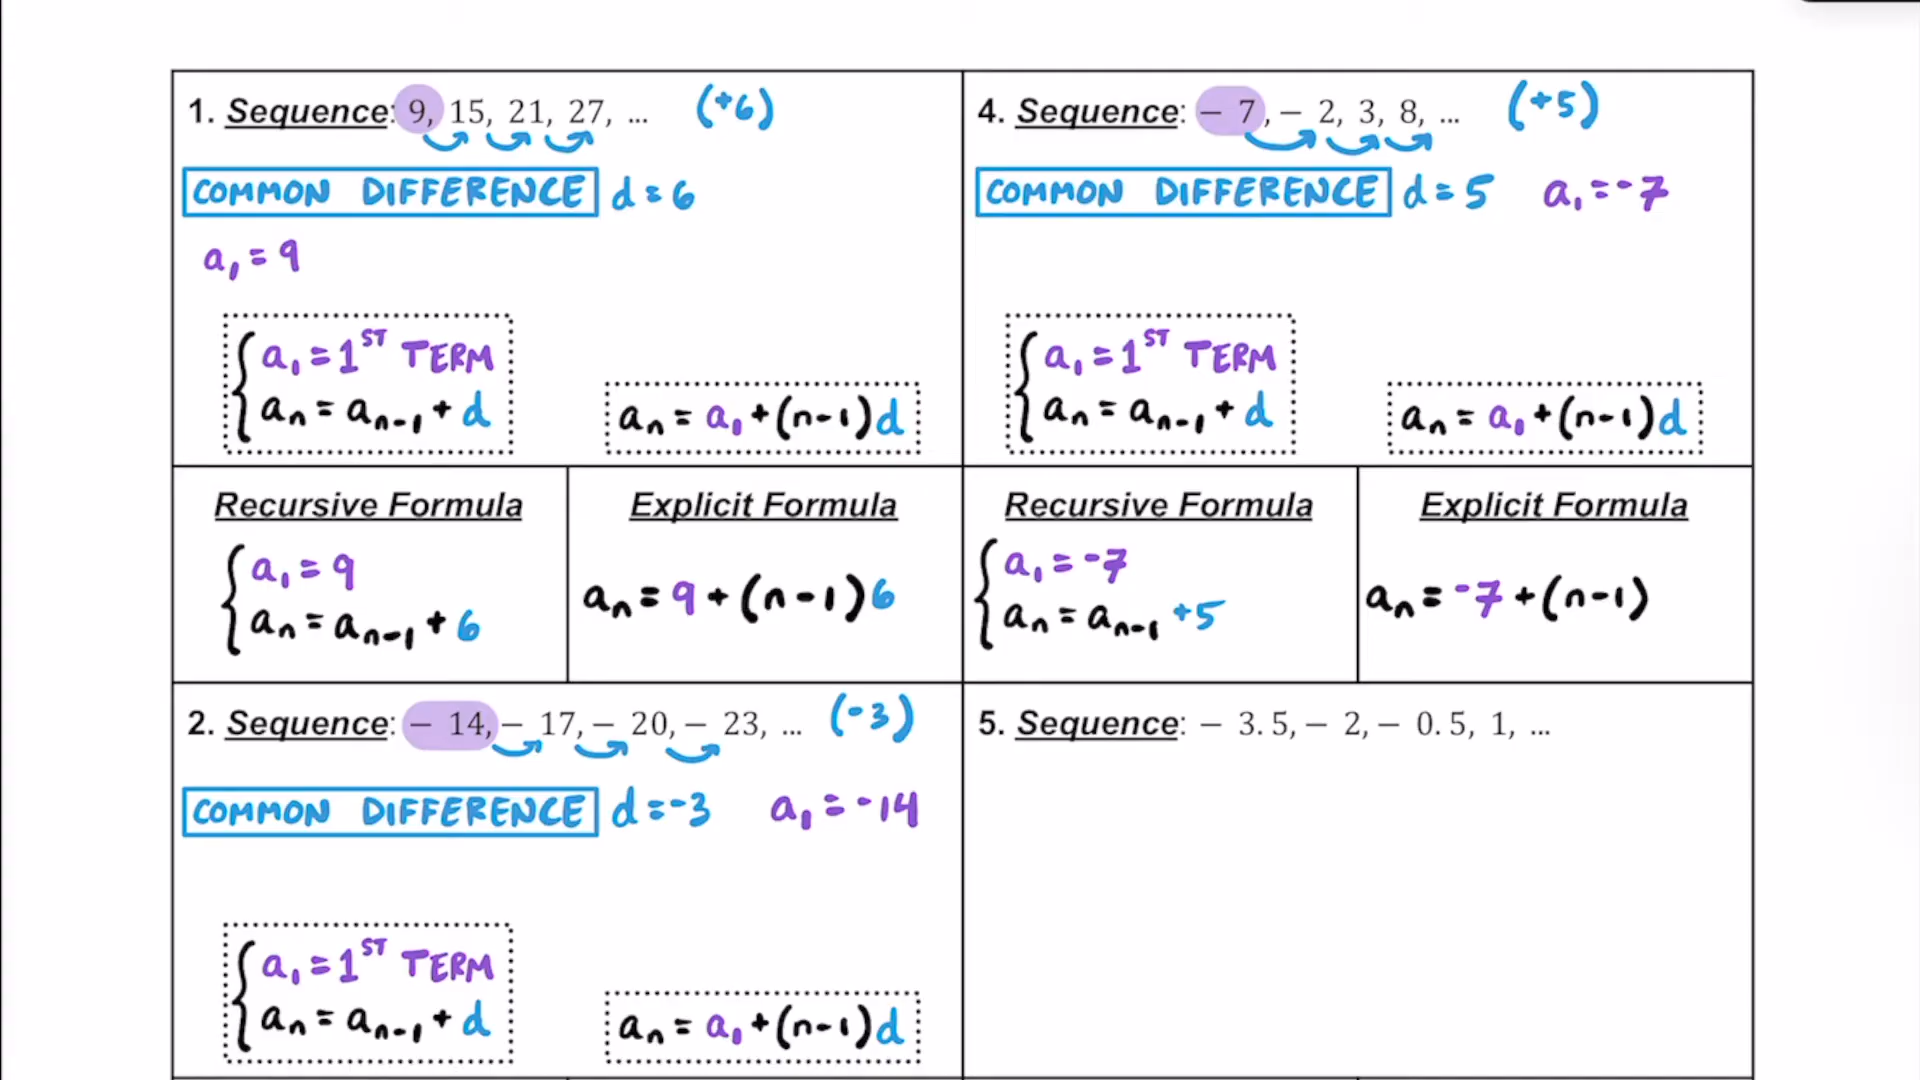 1. Sequence: 9, 15, 21, 27, ... (+6)
COMMON DIFFERENCE d = 6
a₁ = 9
a₁ = 1ST TERM
aₙ = aₙ₋₁ + d
aₙ = a₁ + (n-1)d
Recursive Formula
a₁ = 9
aₙ = aₙ₋₁ + 6
Explicit Formula
aₙ = 9 + (n-1)6
4. Sequence: − 7, − 2, 3, 8, ... (+5)
COMMON DIFFERENCE d = 5 a₁ = -7
a₁ = 1ST TERM
aₙ = aₙ₋₁ + d
aₙ = a₁ + (n-1)d
Recursive Formula
a₁ = -7
aₙ = aₙ₋₁ +5
Explicit Formula
aₙ = -7 + (n-1)
2. Sequence: − 14, − 17, − 20, − 23, ... (-3)
COMMON DIFFERENCE d = -3 a₁ = -14
a₁ = 1ST TERM
aₙ = aₙ₋₁ + d
aₙ = a₁ + (n-1)d
5. Sequence: − 3.5, − 2, − 0.5, 1, ...